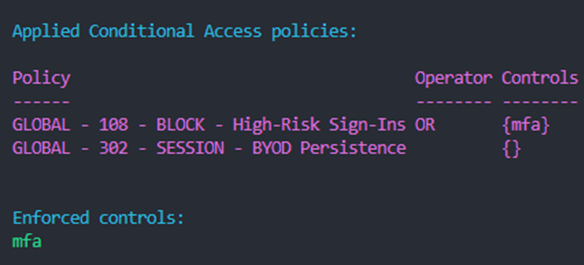 Applied Conditional Access policies:
Policy Operator Controls
------ -------- --------
GLOBAL - 108 - BLOCK - High-Risk Sign-Ins OR {mfa}
GLOBAL - 302 - SESSION - BYOD Persistence {}
Enforced controls:
mfa